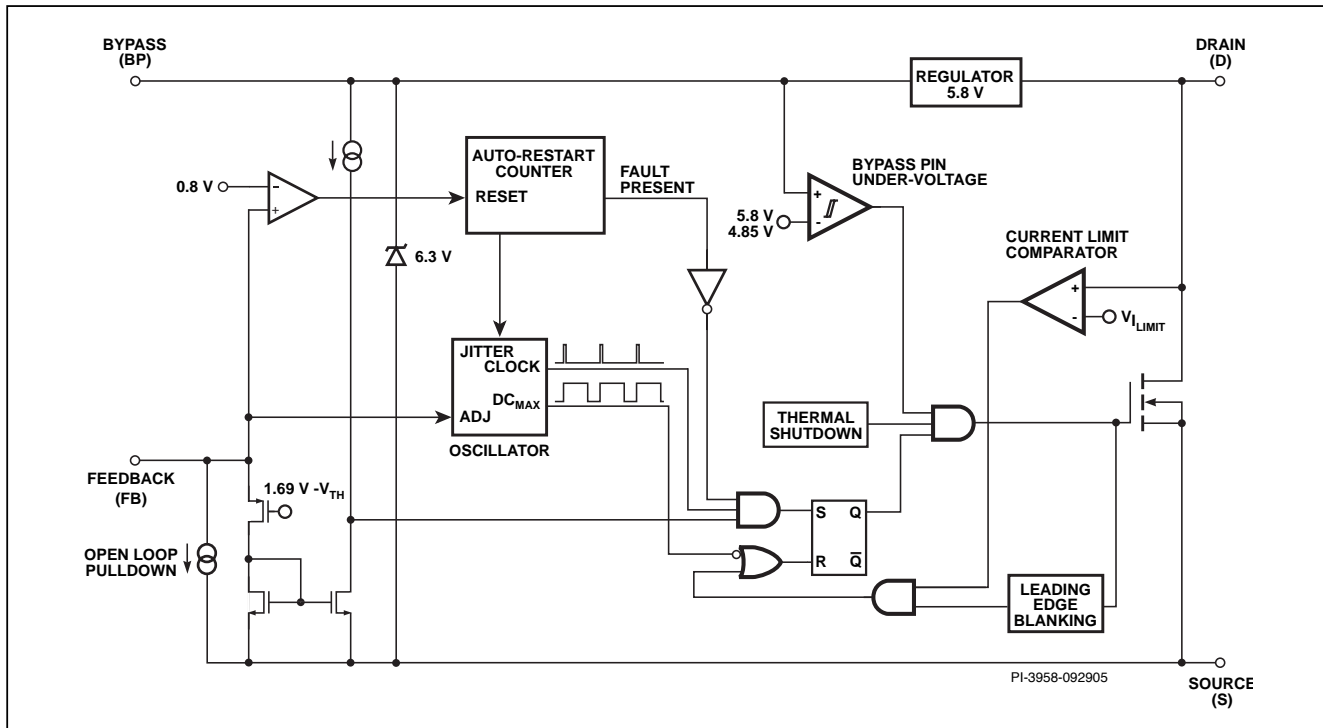 BYPASS
(BP)
DRAIN
(D)
REGULATOR
5.8 V
AUTO-RESTART
COUNTER
RESET
FAULT
PRESENT
BYPASS PIN
UNDER-VOLTAGE
0.8 V
-
+
+
-
5.8 V
4.85 V
CURRENT LIMIT
COMPARATOR
6.3 V
+
-
VILIMIT
JITTER
CLOCK
DCMAX
ADJ
OSCILLATOR
THERMAL
SHUTDOWN
FEEDBACK
(FB)
1.69 V -VTH
OPEN LOOP
PULLDOWN
S
Q
R
Q̅
LEADING
EDGE
BLANKING
PI-3958-092905
SOURCE
(S)